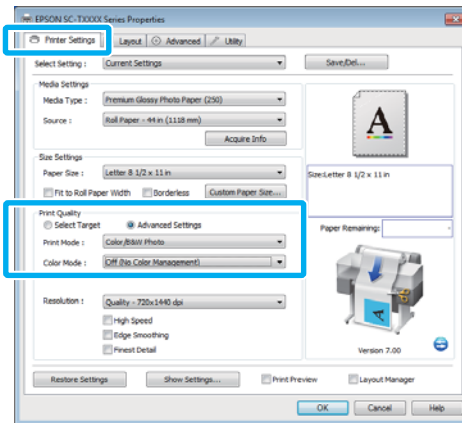 EPSON SC-TXXXX Series Properties
Printer Settings Layout Advanced Utility
Select Setting : Current Settings Save/Del...
Media Settings
Media Type : Premium Glossy Photo Paper (250)
Source : Roll Paper - 44 in (1118 mm)
Acquire Info
Size Settings
Paper Size : Letter 8 1/2 x 11 in
Fit to Roll Paper Width Borderless Custom Paper Size...
Size:Letter 8 1/2 x 11 in
Print Quality
Select Target Advanced Settings
Paper Remaining: -
Print Mode : Color/B&W Photo
Color Mode : Off (No Color Management)
Resolution : Quality - 720x1440 dpi
High Speed
Edge Smoothing
Finest Detail
Version 7.00
Restore Settings Show Settings... Print Preview Layout Manager
OK Cancel Help
A
A